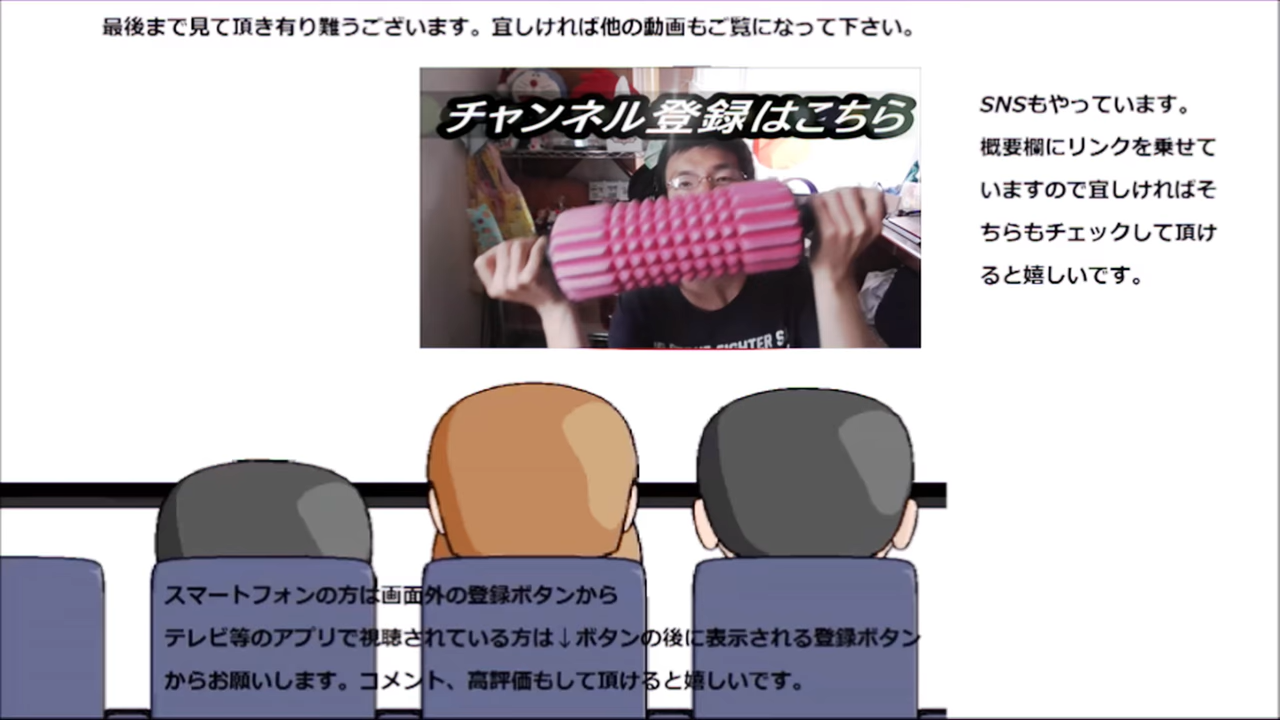 最後まで見て頂き有り難うございます。宜しければ他の動画もご覧になって下さい。
チャンネル登録はこちら
SNSもやっています。
概要欄にリンクを乗せて
いますので宜しければそ
ちらもチェックして頂け
ると嬉しいです。
FIGHTER S
スマートフォンの方は画面外の登録ボタンから
テレビ等のアプリで視聴されている方は↓ボタンの後に表示される登録ボタン
からお願いします。コメント、高評価もして頂けると嬉しいです。